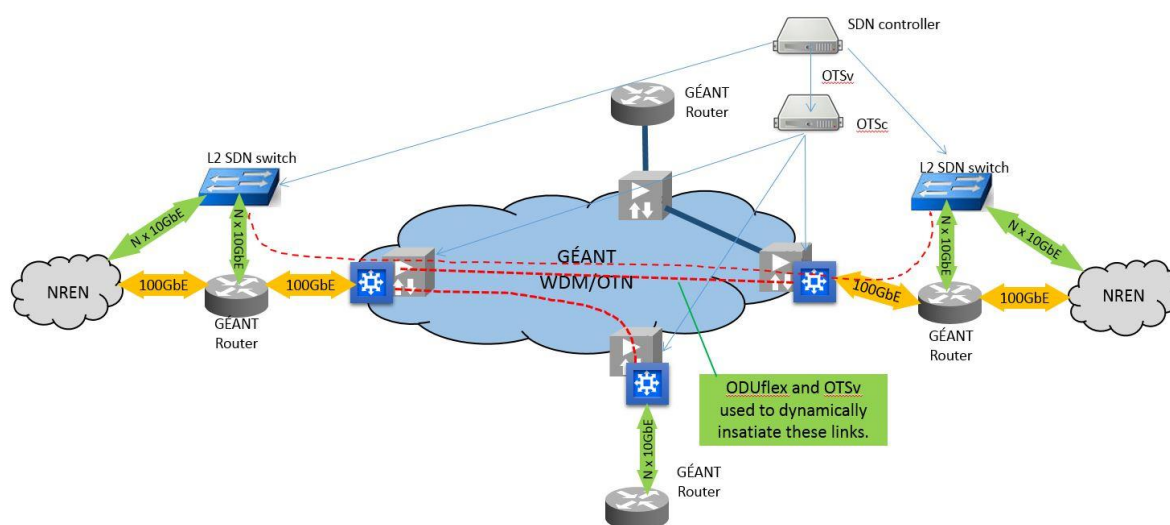 SDN controller
OTSv
GÉANT
Router
OTSc
L2 SDN switch
L2 SDN switch
N x 10GbE
N x 10GbE
N x 10GbE
N x 10GbE
GÉANT
WDM/OTN
NREN
100GbE
100GbE
100GbE
100GbE
NREN
GÉANT
Router
GÉANT
Router
ODUflex and OTSv
used to dynamically
insatiate these links.
N x 10GbE
GÉANT
Router